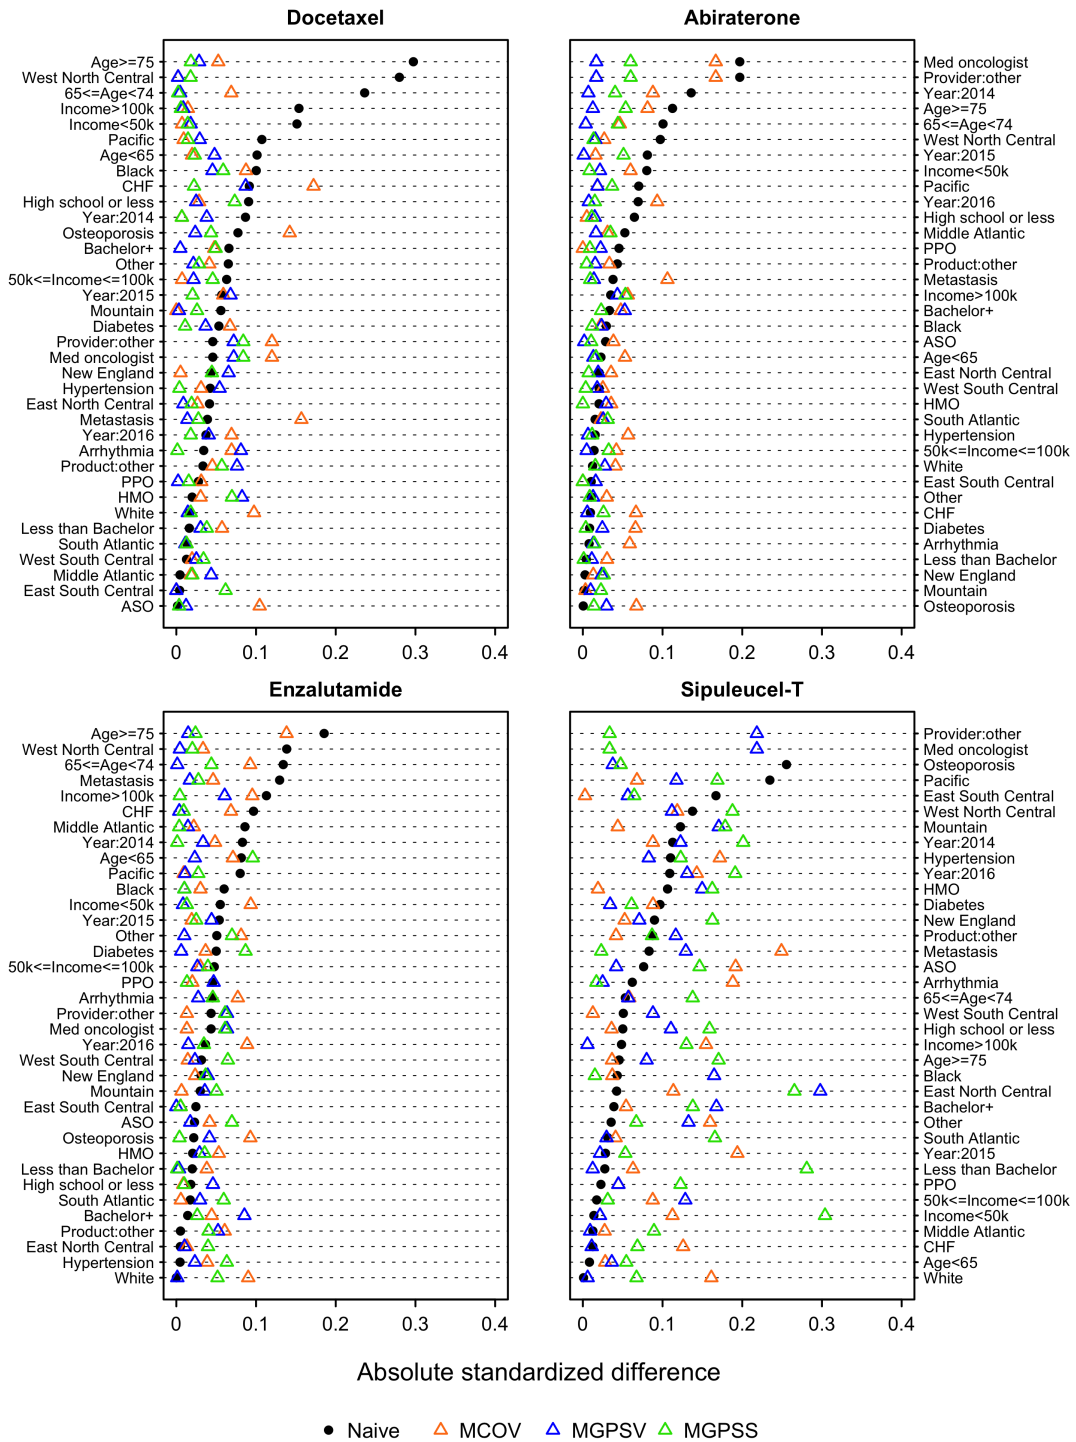 Docetaxel
Age>=75
West North Central
65<=Age<74
Income>100k
Income<50k
Pacific
Age<65
Black
CHF
High school or less
Year:2014
Osteoporosis
Bachelor+
Other
50k<=Income<=100k
Year:2015
Mountain
Diabetes
Provider:other
Med oncologist
New England
Hypertension
East North Central
Metastasis
Year:2016
Arrhythmia
Product:other
PPO
HMO
White
Less than Bachelor
South Atlantic
West South Central
Middle Atlantic
East South Central
ASO
0 0.1 0.2 0.3 0.4
Abiraterone
Med oncologist
Provider:other
Year:2014
Age>=75
65<=Age<74
West North Central
Year:2015
Income<50k
Pacific
Year:2016
High school or less
Middle Atlantic
PPO
Product:other
Metastasis
Income>100k
Bachelor+
Black
ASO
Age<65
East North Central
West South Central
HMO
South Atlantic
Hypertension
50k<=Income<=100k
White
East South Central
Other
CHF
Diabetes
Arrhythmia
Less than Bachelor
New England
Mountain
Osteoporosis
0 0.1 0.2 0.3 0.4
Enzalutamide
Age>=75
West North Central
65<=Age<74
Metastasis
Income>100k
CHF
Middle Atlantic
Year:2014
Age<65
Pacific
Black
Income<50k
Year:2015
Other
Diabetes
50k<=Income<=100k
PPO
Arrhythmia
Provider:other
Med oncologist
Year:2016
West South Central
New England
Mountain
East South Central
ASO
Osteoporosis
HMO
Less than Bachelor
High school or less
South Atlantic
Bachelor+
Product:other
East North Central
Hypertension
White
0 0.1 0.2 0.3 0.4
Sipuleucel-T
Provider:other
Med oncologist
Osteoporosis
Pacific
East South Central
West North Central
Mountain
Year:2014
Hypertension
Year:2016
HMO
Diabetes
New England
Product:other
Metastasis
ASO
Arrhythmia
65<=Age<74
West South Central
High school or less
Income>100k
Age>=75
Black
East North Central
Bachelor+
Other
South Atlantic
Year:2015
Less than Bachelor
PPO
50k<=Income<=100k
Income<50k
Middle Atlantic
CHF
Age<65
White
0 0.1 0.2 0.3 0.4
Absolute standardized difference
Naive MCOV MGPSV MGPSS